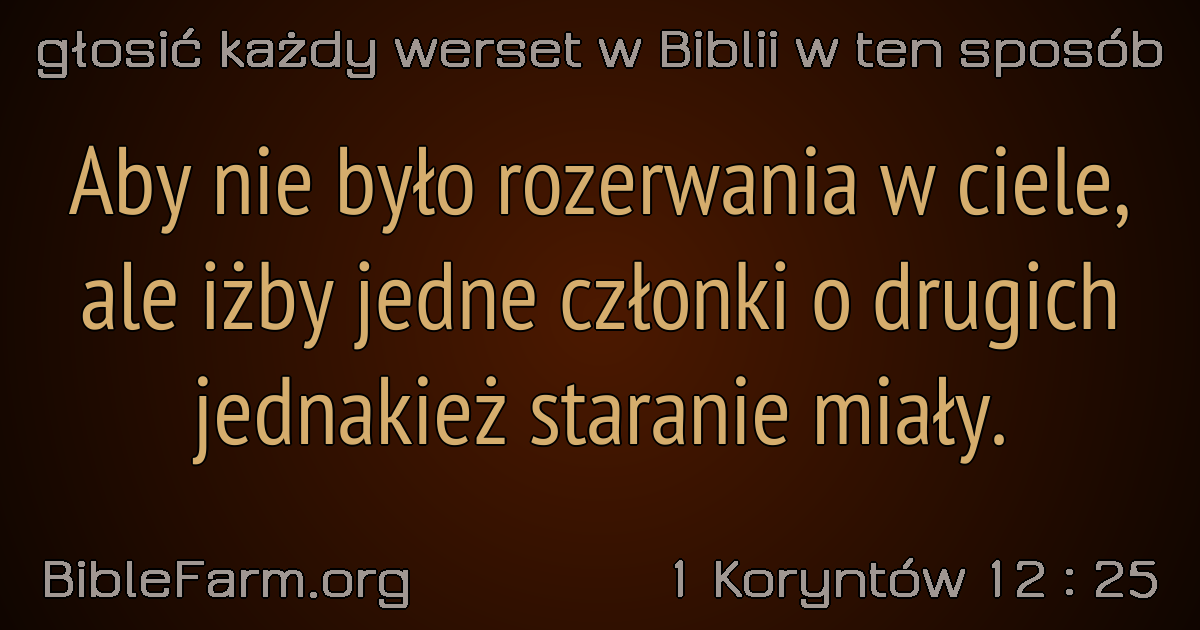 głosić każdy werset w Biblii w ten sposób
Aby nie było rozerwania w ciele,
ale iżby jedne członki o drugich
jednakież staranie miały.
BibleFarm.org
1 Koryntów 12 : 25